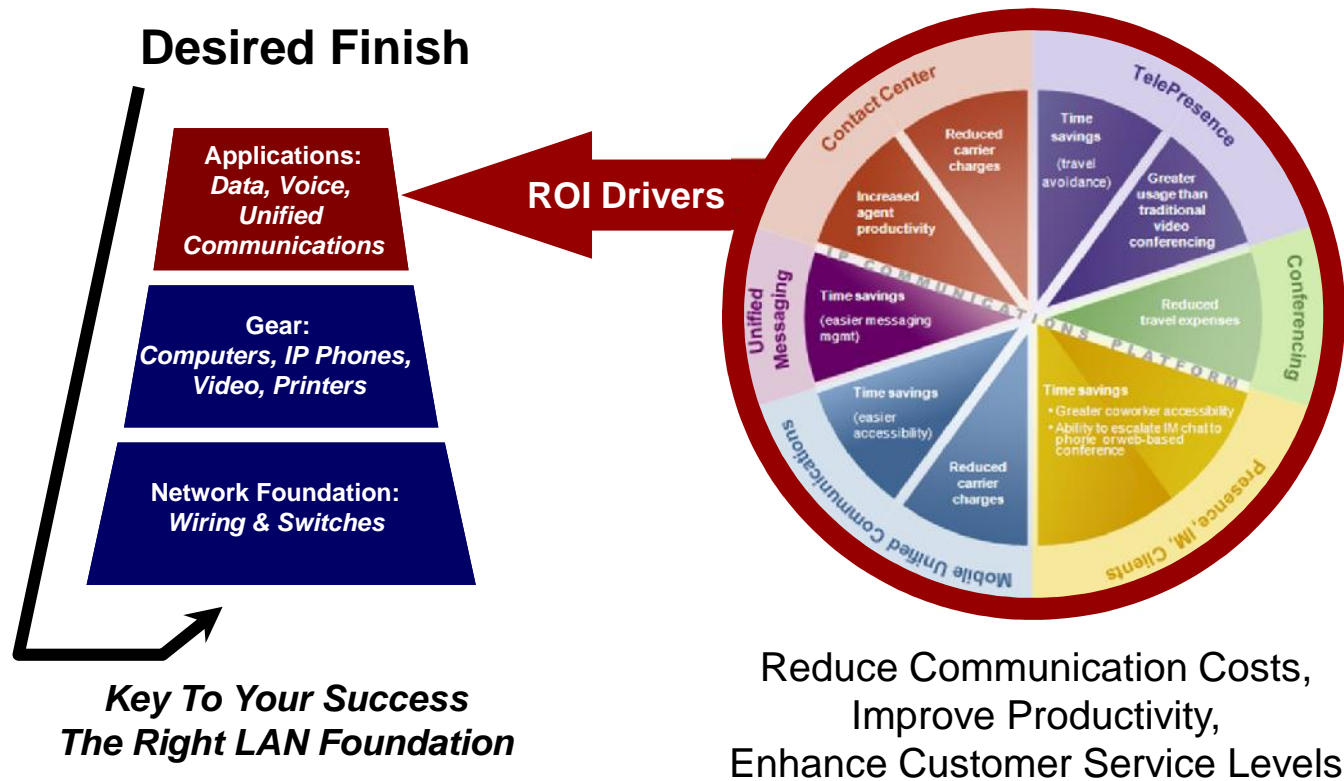 Desired Finish
Applications:
Data, Voice,
Unified
Communications
Gear:
Computers, IP Phones,
Video, Printers
Network Foundation:
Wiring & Switches
Key To Your Success
The Right LAN Foundation
ROI Drivers
Contact Center
Reduced
carrier
charges
Increased
agent
productivity
TelePresence
Time
savings
(travel
avoidance)
Greater
usage than
traditional
video
conferencing
Conferencing
Reduced
travel expenses
Unified
Messaging
Time savings
(easier messaging
mgmt)
IP COMMUNICATIONS PLATFORM
Mobile Unified Communications
Time savings
(easier
accessibility)
Reduced
carrier
charges
Presence, IM, Clients
Time savings
• Greater coworker accessibility
• Ability to escalate IM chat to
phone or web-based
conference
Reduce Communication Costs,
Improve Productivity,
Enhance Customer Service Levels